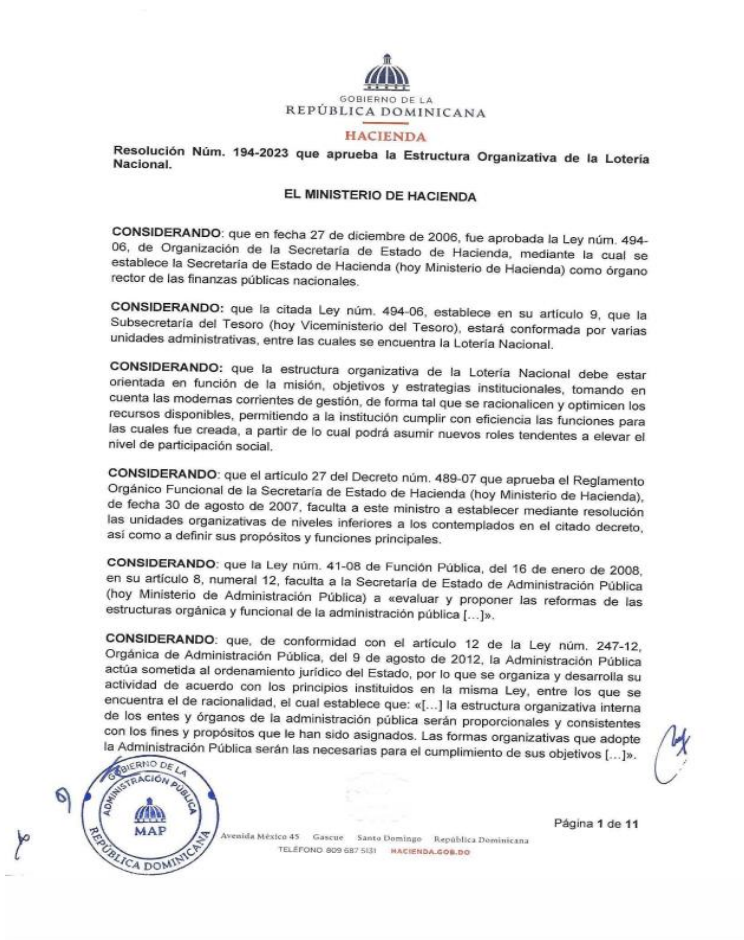 GOBIERNO DE LA
REPÚBLICA DOMINICANA
HACIENDA
Resolución Núm. 194-2023 que aprueba la Estructura Organizativa de la Lotería
Nacional.
EL MINISTERIO DE HACIENDA
CONSIDERANDO: que en fecha 27 de diciembre de 2006, fue aprobada la Ley núm. 494-
06, de Organización de la Secretaría de Estado de Hacienda, mediante la cual se
establece la Secretaría de Estado de Hacienda (hoy Ministerio de Hacienda) como órgano
rector de las finanzas públicas nacionales.
CONSIDERANDO: que la citada Ley núm. 494-06, establece en su artículo 9, que la
Subsecretaría del Tesoro (hoy Viceministerio del Tesoro), estará conformada por varias
unidades administrativas, entre las cuales se encuentra la Lotería Nacional.
CONSIDERANDO: que la estructura organizativa de la Lotería Nacional debe estar
orientada en función de la misión, objetivos y estrategias institucionales, tomando en
cuenta las modernas corrientes de gestión, de forma tal que se racionalicen y optimicen los
recursos disponibles, permitiendo a la institución cumplir con eficiencia las funciones para
las cuales fue creada, a partir de lo cual podrá asumir nuevos roles tendentes a elevar el
nivel de participación social.
CONSIDERANDO: que el artículo 27 del Decreto núm. 489-07 que aprueba el Reglamento
Orgánico Funcional de la Secretaría de Estado de Hacienda (hoy Ministerio de Hacienda),
de fecha 30 de agosto de 2007, faculta a este ministro a establecer mediante resolución
las unidades organizativas de niveles inferiores a los contemplados en el citado decreto,
así como a definir sus propósitos y funciones principales.
CONSIDERANDO: que la Ley núm. 41-08 de Función Pública, del 16 de enero de 2008,
en su artículo 8, numeral 12, faculta a la Secretaría de Estado de Administración Pública
(hoy Ministerio de Administración Pública) a «evaluar y proponer las reformas de las
estructuras orgánica y funcional de la administración pública [...]».
CONSIDERANDO: que, de conformidad con el artículo 12 de la Ley núm. 247-12,
Orgánica de Administración Pública, del 9 de agosto de 2012, la Administración Pública
actúa sometida al ordenamiento jurídico del Estado, por lo que se organiza y desarrolla su
actividad de acuerdo con los principios instituidos en la misma Ley, entre los que se
encuentra el de racionalidad, el cual establece que: «[...] la estructura organizativa interna
de los entes y órganos de la administración pública serán proporcionales y consistentes
con los fines y propósitos que le han sido asignados. Las formas organizativas que adopte
la Administración Pública serán las necesarias para el cumplimiento de sus objetivos [...]».
GOBIERNO DE LA
ADMINISTRACIÓN PÚBLICA
MAP
REPÚBLICA DOMINICANA
Página 1 de 11
Avenida México 45 Gascue Santo Domingo República Dominicana
TELÉFONO 809 687 5131 HACIENDA.GOB.DO